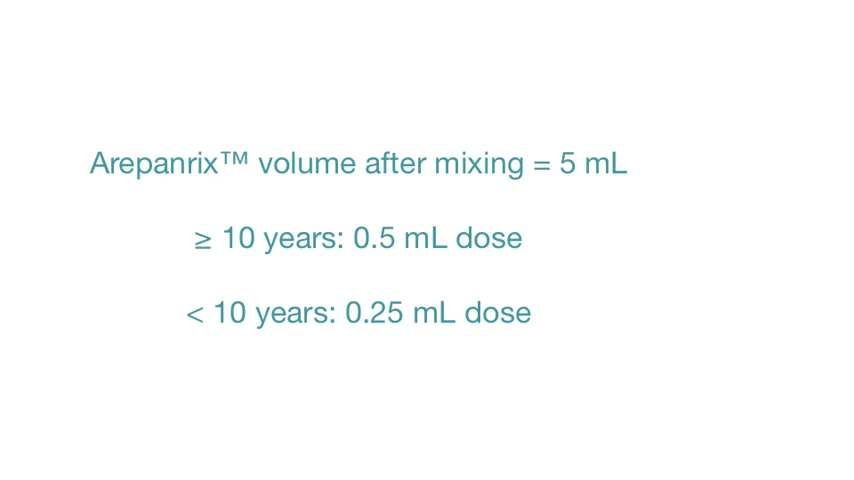 Arepanrix™ volume after mixing = 5 mL
≥ 10 years: 0.5 mL dose
< 10 years: 0.25 mL dose